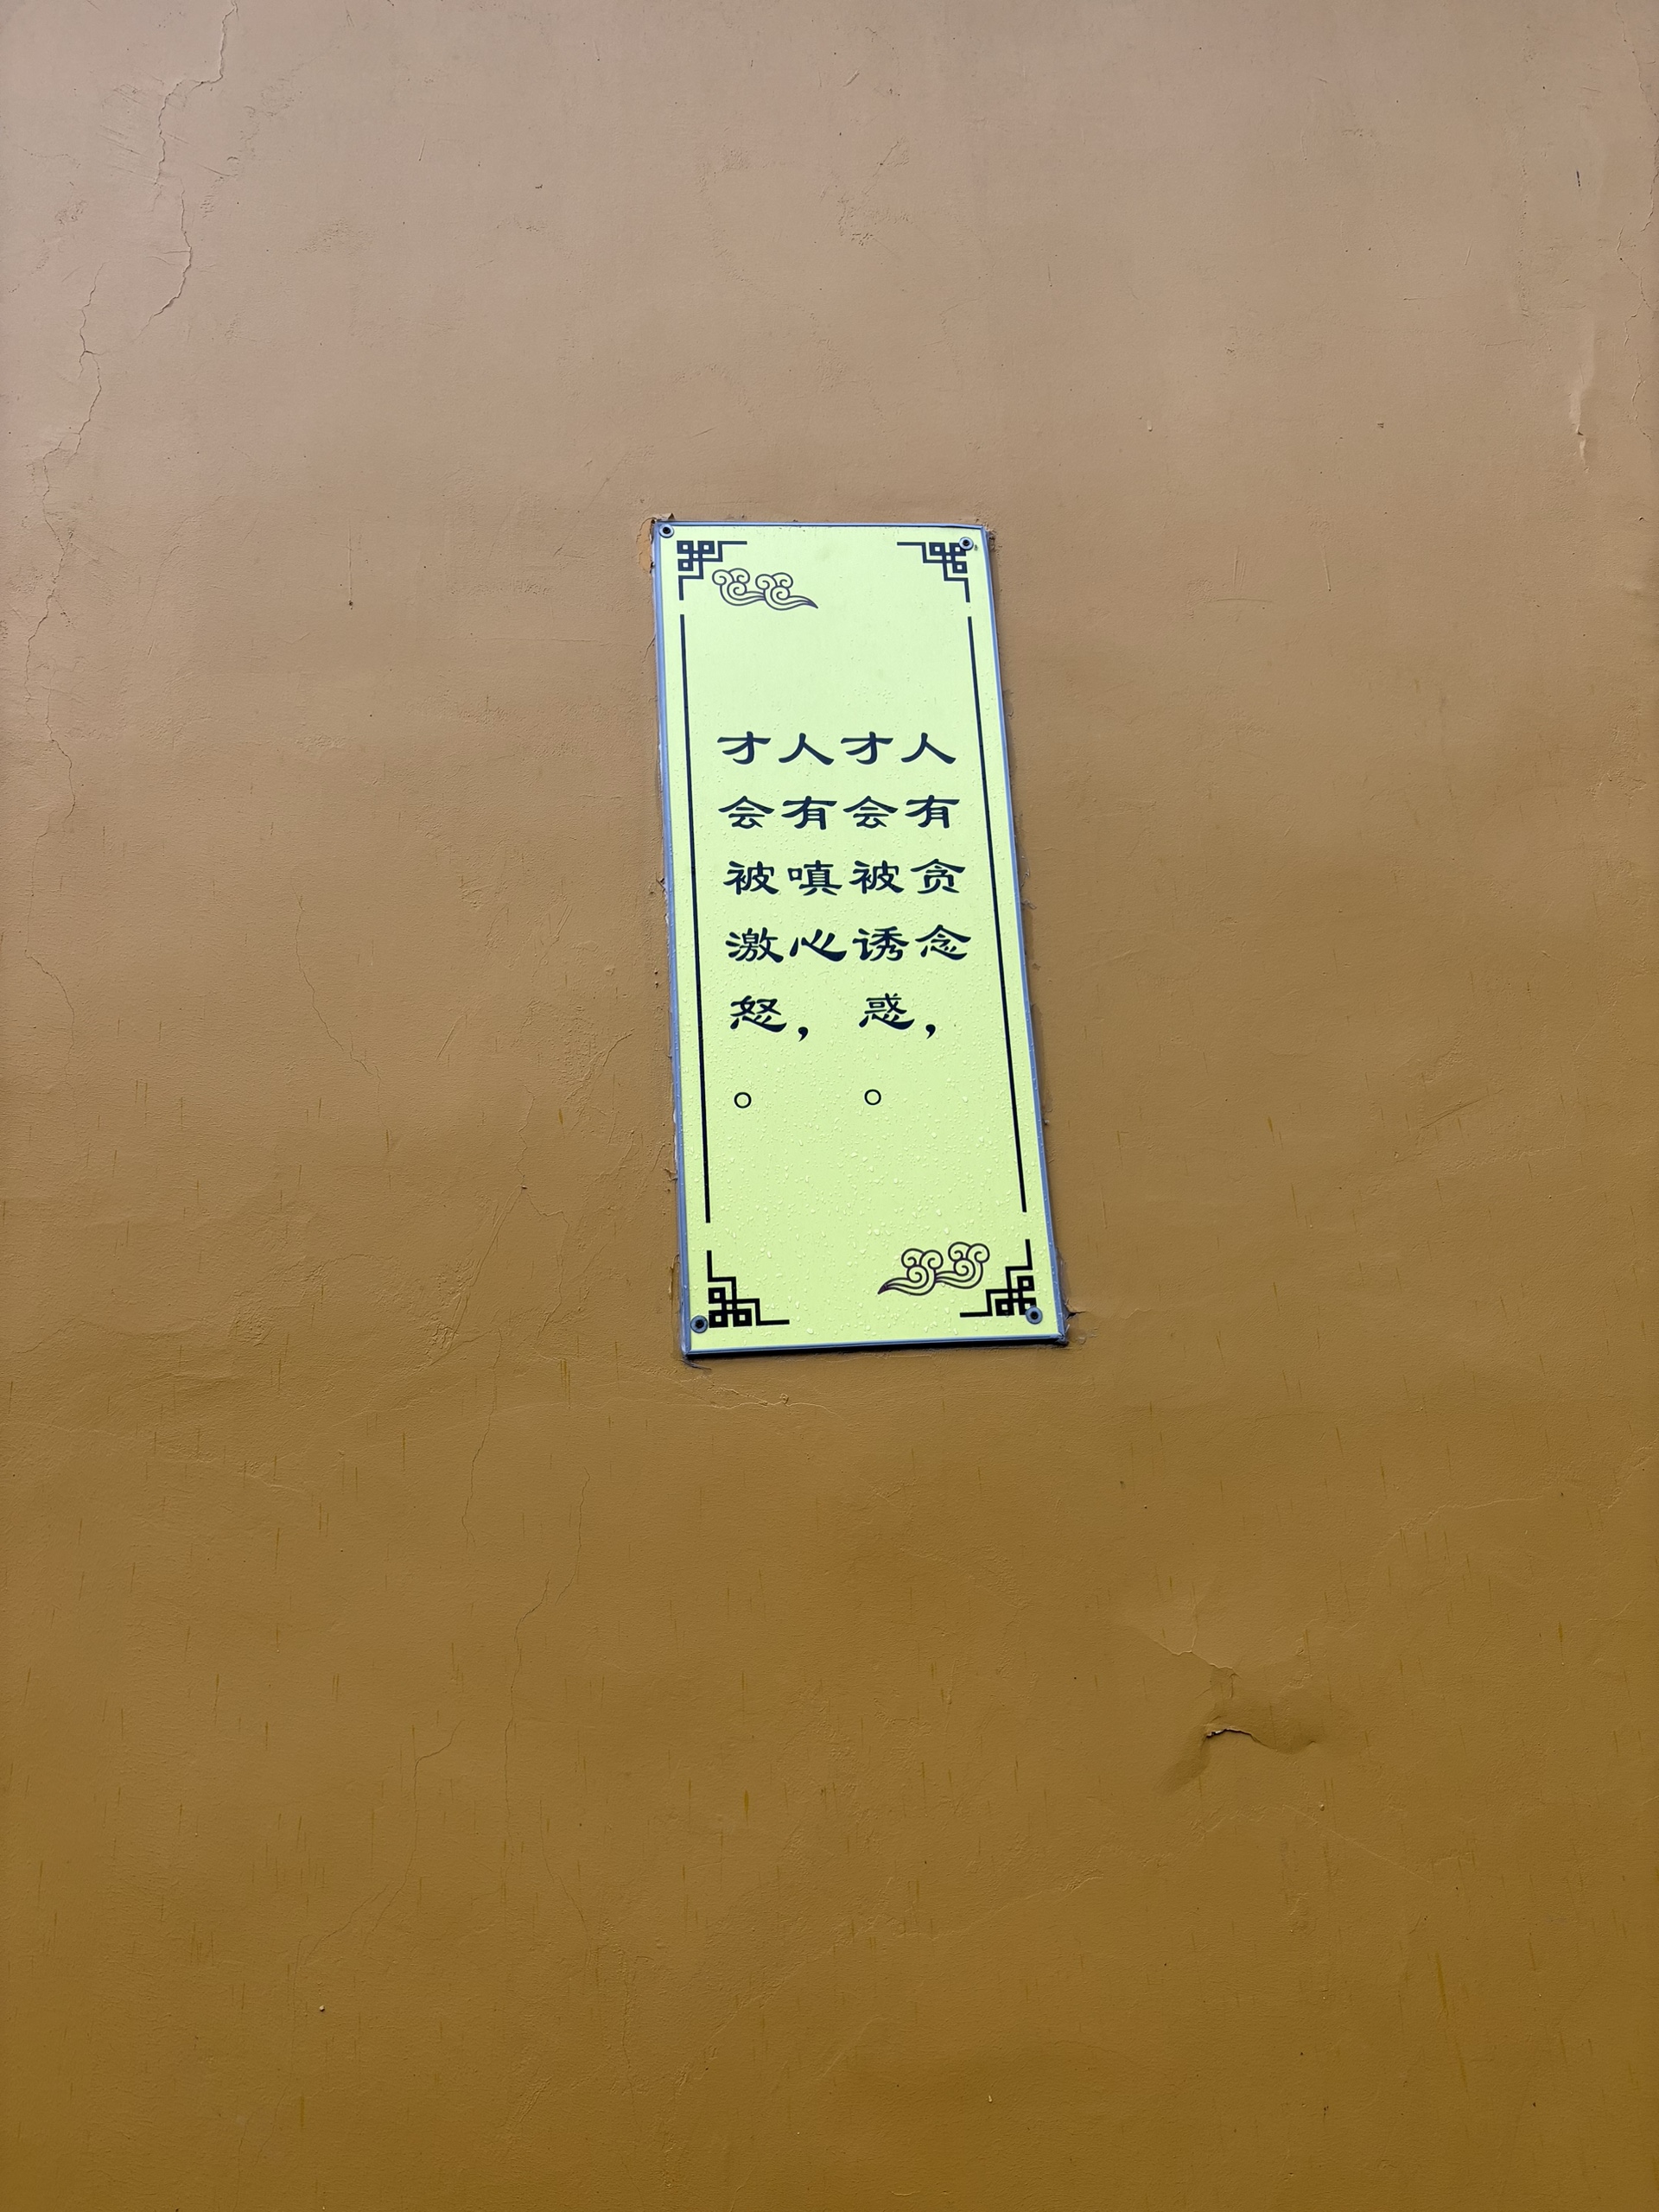 人有贪念，
才会被诱惑。
人有嗔心，
才会被激怒。